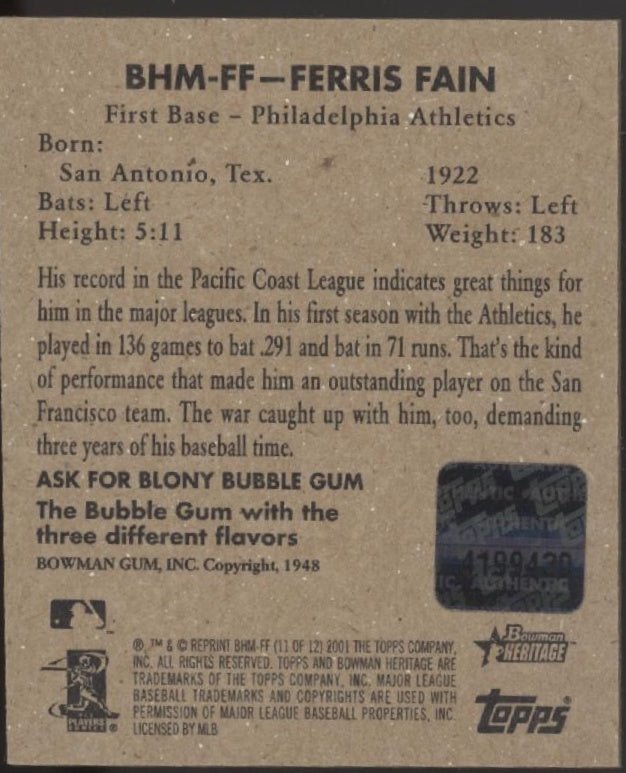 BHM-FF—FERRIS FAIN
First Base – Philadelphia Athletics
Born:
San Antonio, Tex. 1922
Bats: Left Throws: Left
Height: 5:11 Weight: 183
His record in the Pacific Coast League indicates great things for
him in the major leagues. In his first season with the Athletics, he
played in 136 games to bat .291 and bat in 71 runs. That's the kind
of performance that made him an outstanding player on the San
Francisco team. The war caught up with him, too, demanding
three years of his baseball time.
ASK FOR BLONY BUBBLE GUM
The Bubble Gum with the
three different flavors
BOWMAN GUM, INC. Copyright, 1948
AUTHENTIC
®, ™ & © REPRINT BHM-FF (11 OF 12) 2001 THE TOPPS COMPANY,
INC. ALL RIGHTS RESERVED. TOPPS AND BOWMAN HERITAGE ARE
TRADEMARKS OF THE TOPPS COMPANY, INC. MAJOR LEAGUE
BASEBALL TRADEMARKS AND COPYRIGHTS ARE USED WITH
PERMISSION OF MAJOR LEAGUE BASEBALL PROPERTIES, INC.
LICENSED BY MLB
Bowman
HERITAGE
TOPPS